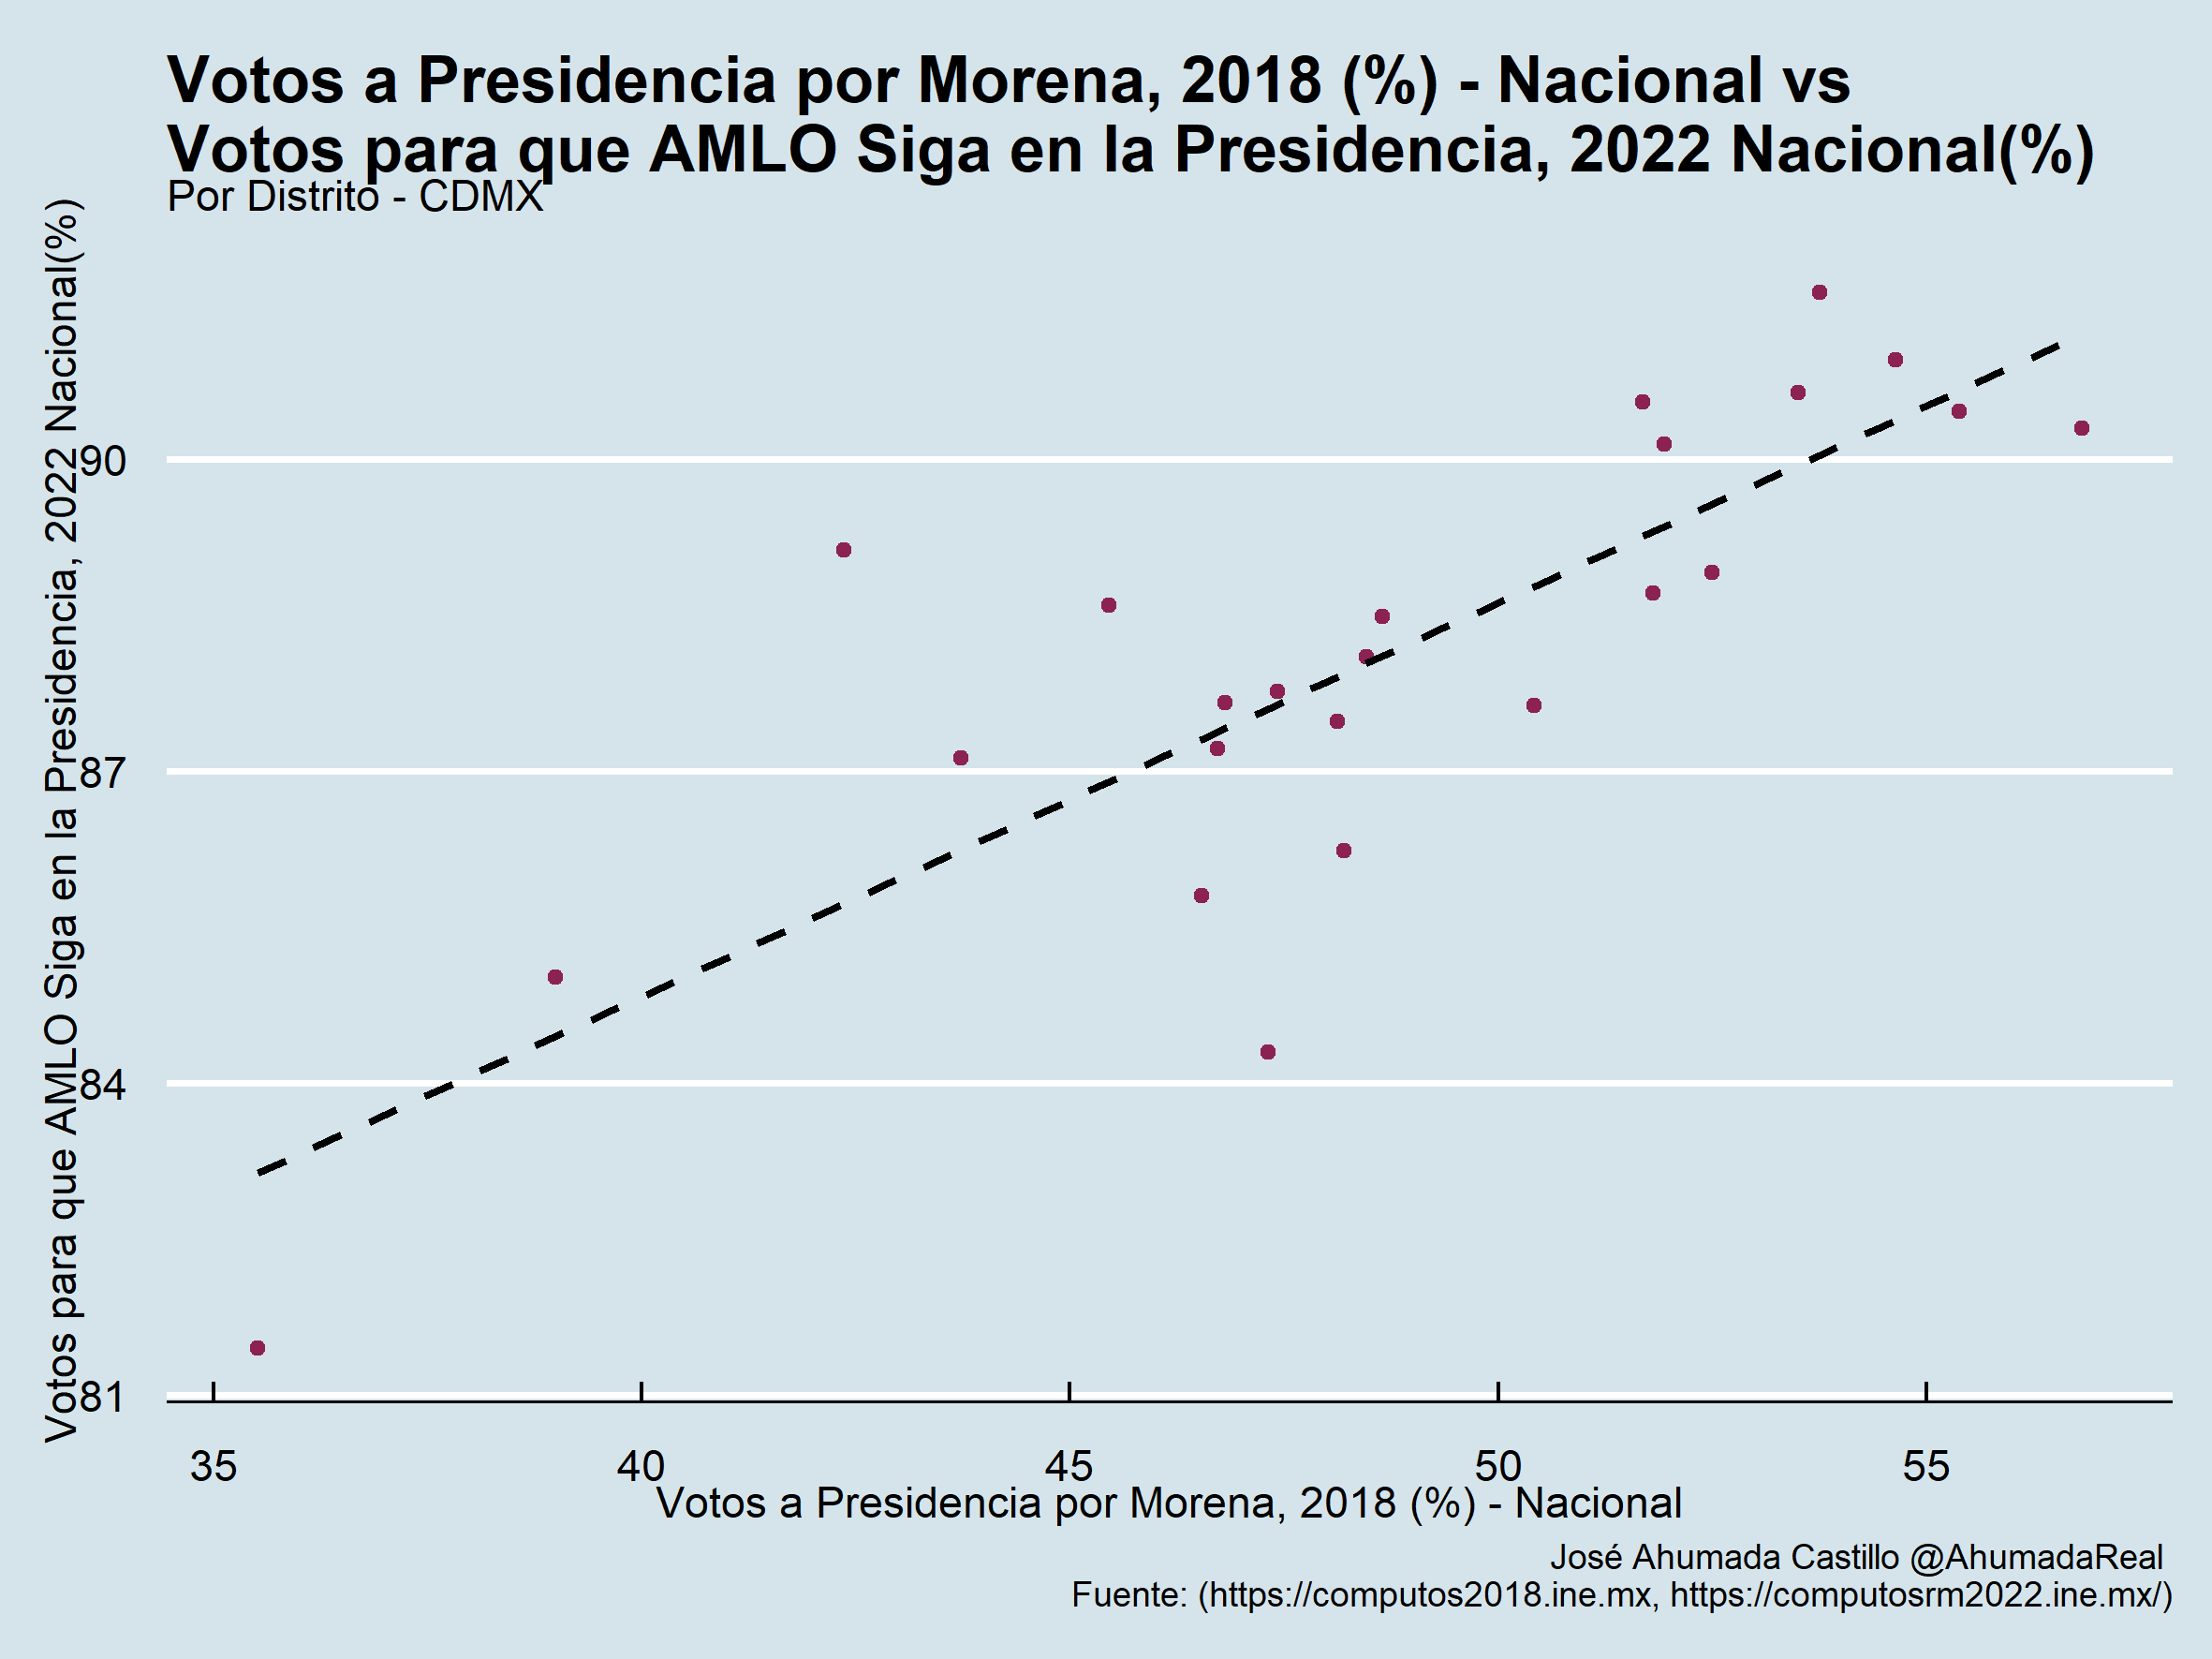 Votos a Presidencia por Morena, 2018 (%) - Nacional vs
Votos para que AMLO Siga en la Presidencia, 2022 Nacional(%)
Por Distrito - CDMX
Votos para que AMLO Siga en la Presidencia, 2022 Nacional(%)
90
87
84
81
35 40 45 50 55
Votos a Presidencia por Morena, 2018 (%) - Nacional
José Ahumada Castillo @AhumadaReal
Fuente: (https://computos2018.ine.mx, https://computosrm2022.ine.mx/)